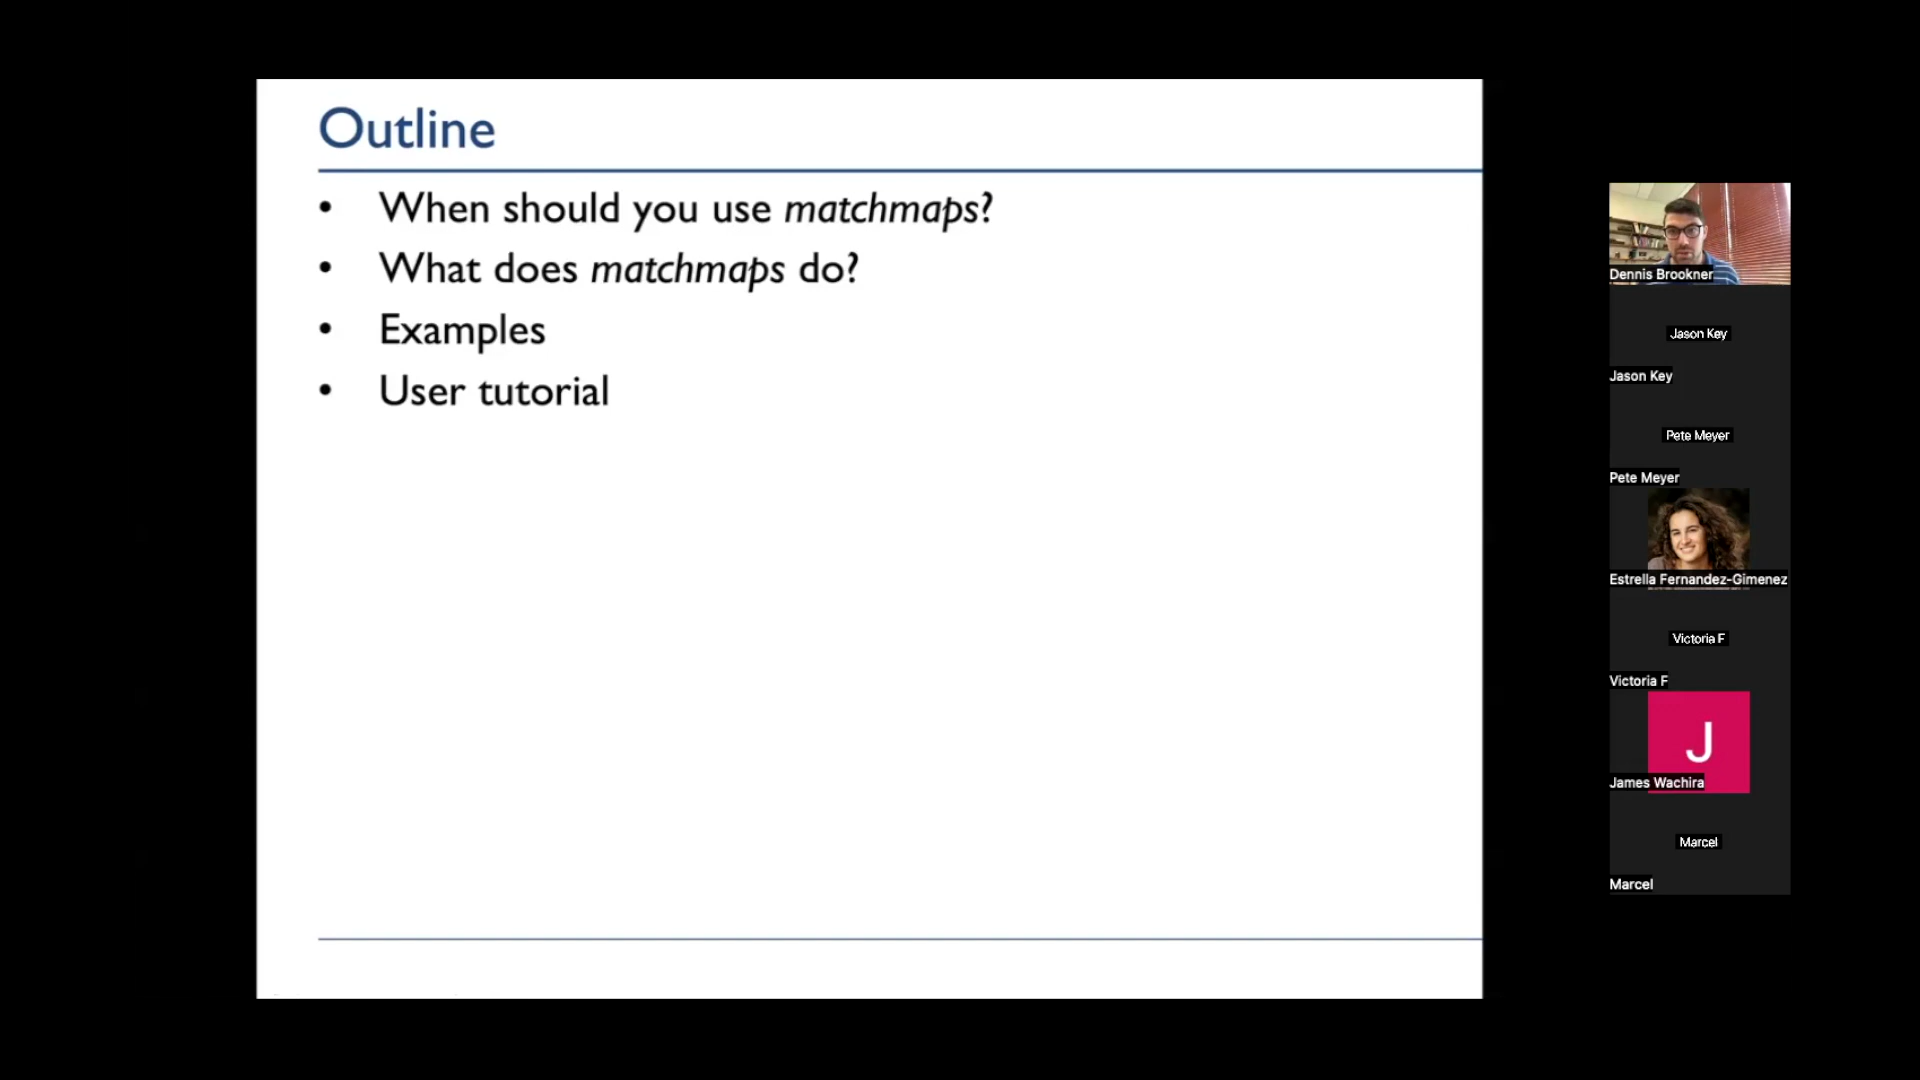 Outline
• When should you use matchmaps?
• What does matchmaps do?
• Examples
• User tutorial
Dennis Brookner
Jason Key
Jason Key
Pete Meyer
Pete Meyer
Estrella Fernandez-Gimenez
Victoria F
Victoria F
J
James Wachira
Marcel
Marcel